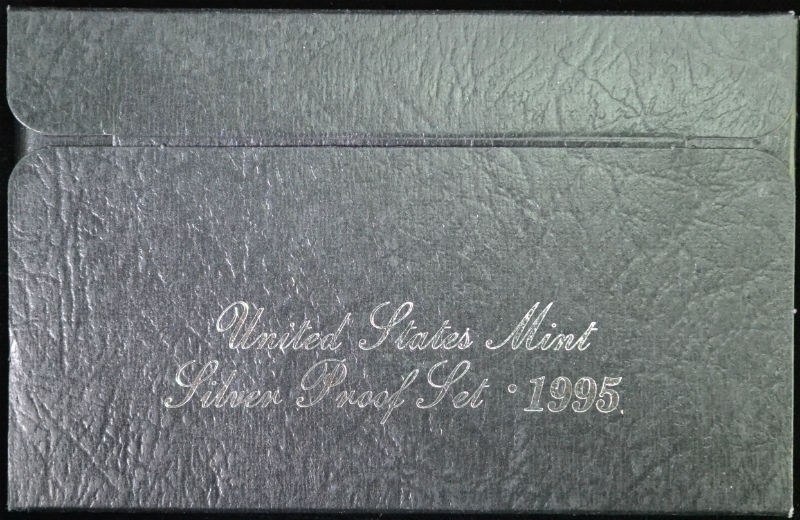 United States Mint
Silver Proof Set · 1995